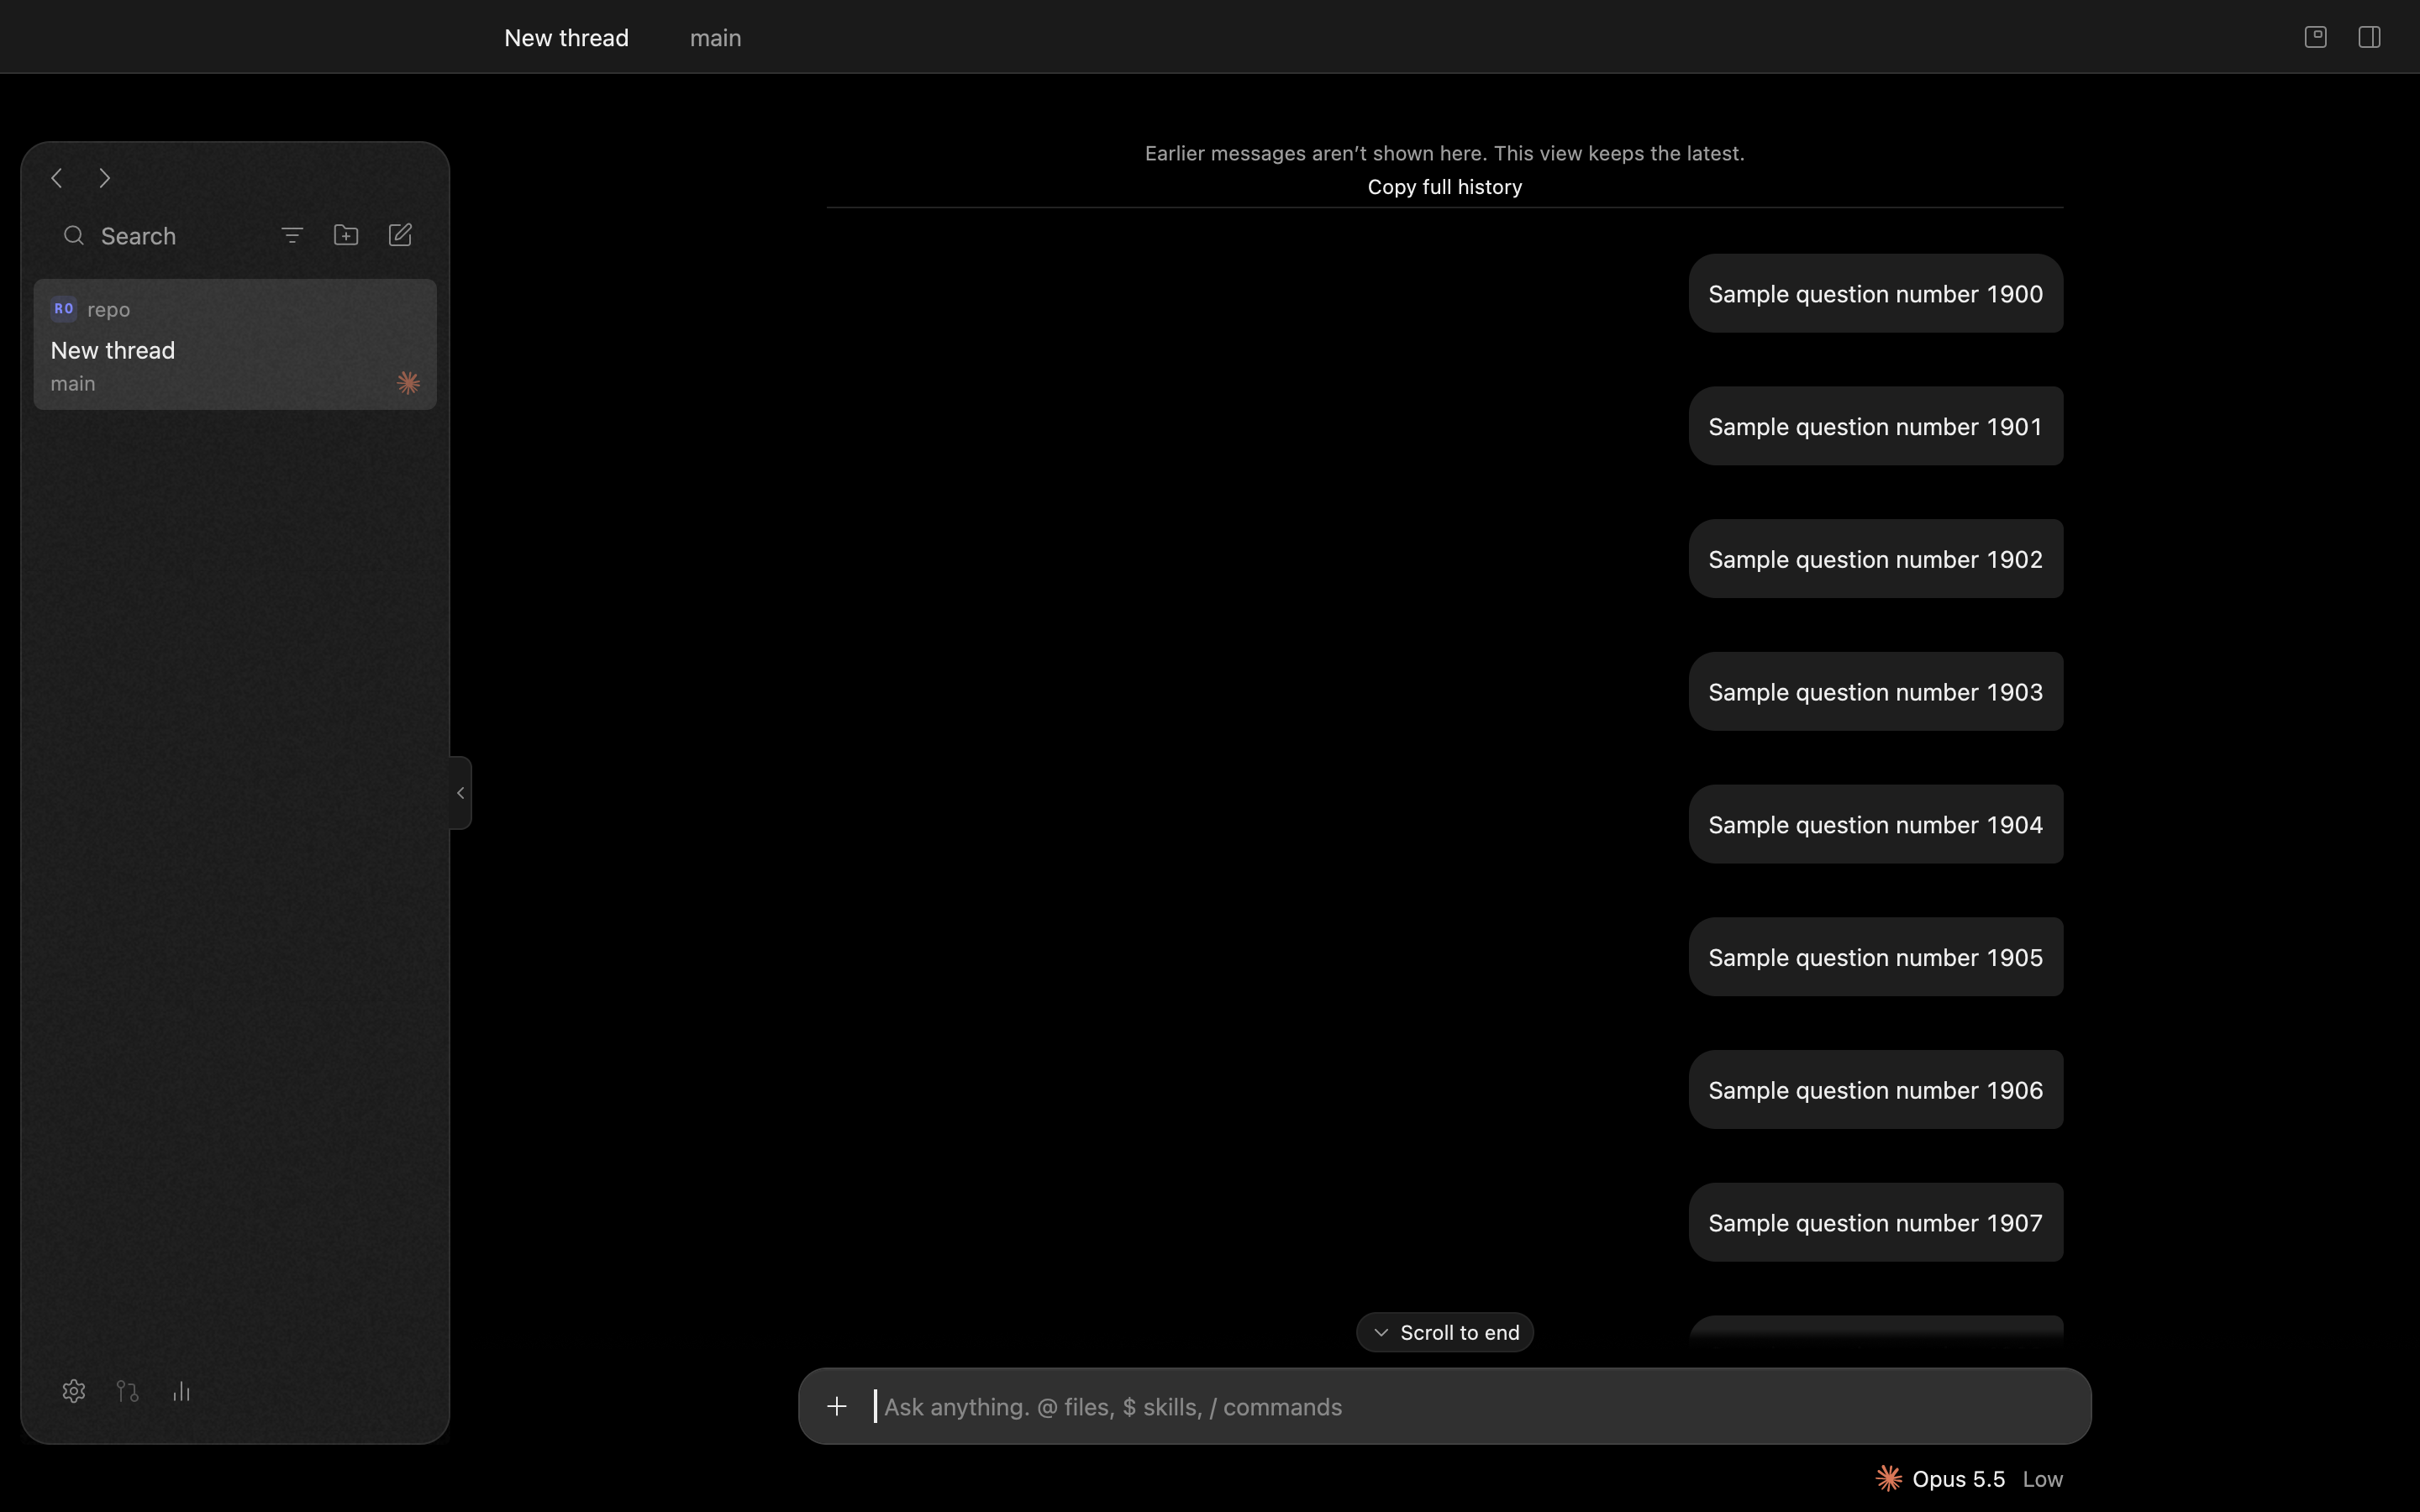 New thread
main
Search
RO repo
New thread
main
Earlier messages aren’t shown here. This view keeps the latest.
Copy full history
Sample question number 1900
Sample question number 1901
Sample question number 1902
Sample question number 1903
Sample question number 1904
Sample question number 1905
Sample question number 1906
Sample question number 1907
Scroll to end
Ask anything. @ files, $ skills, / commands
Opus 5.5 Low